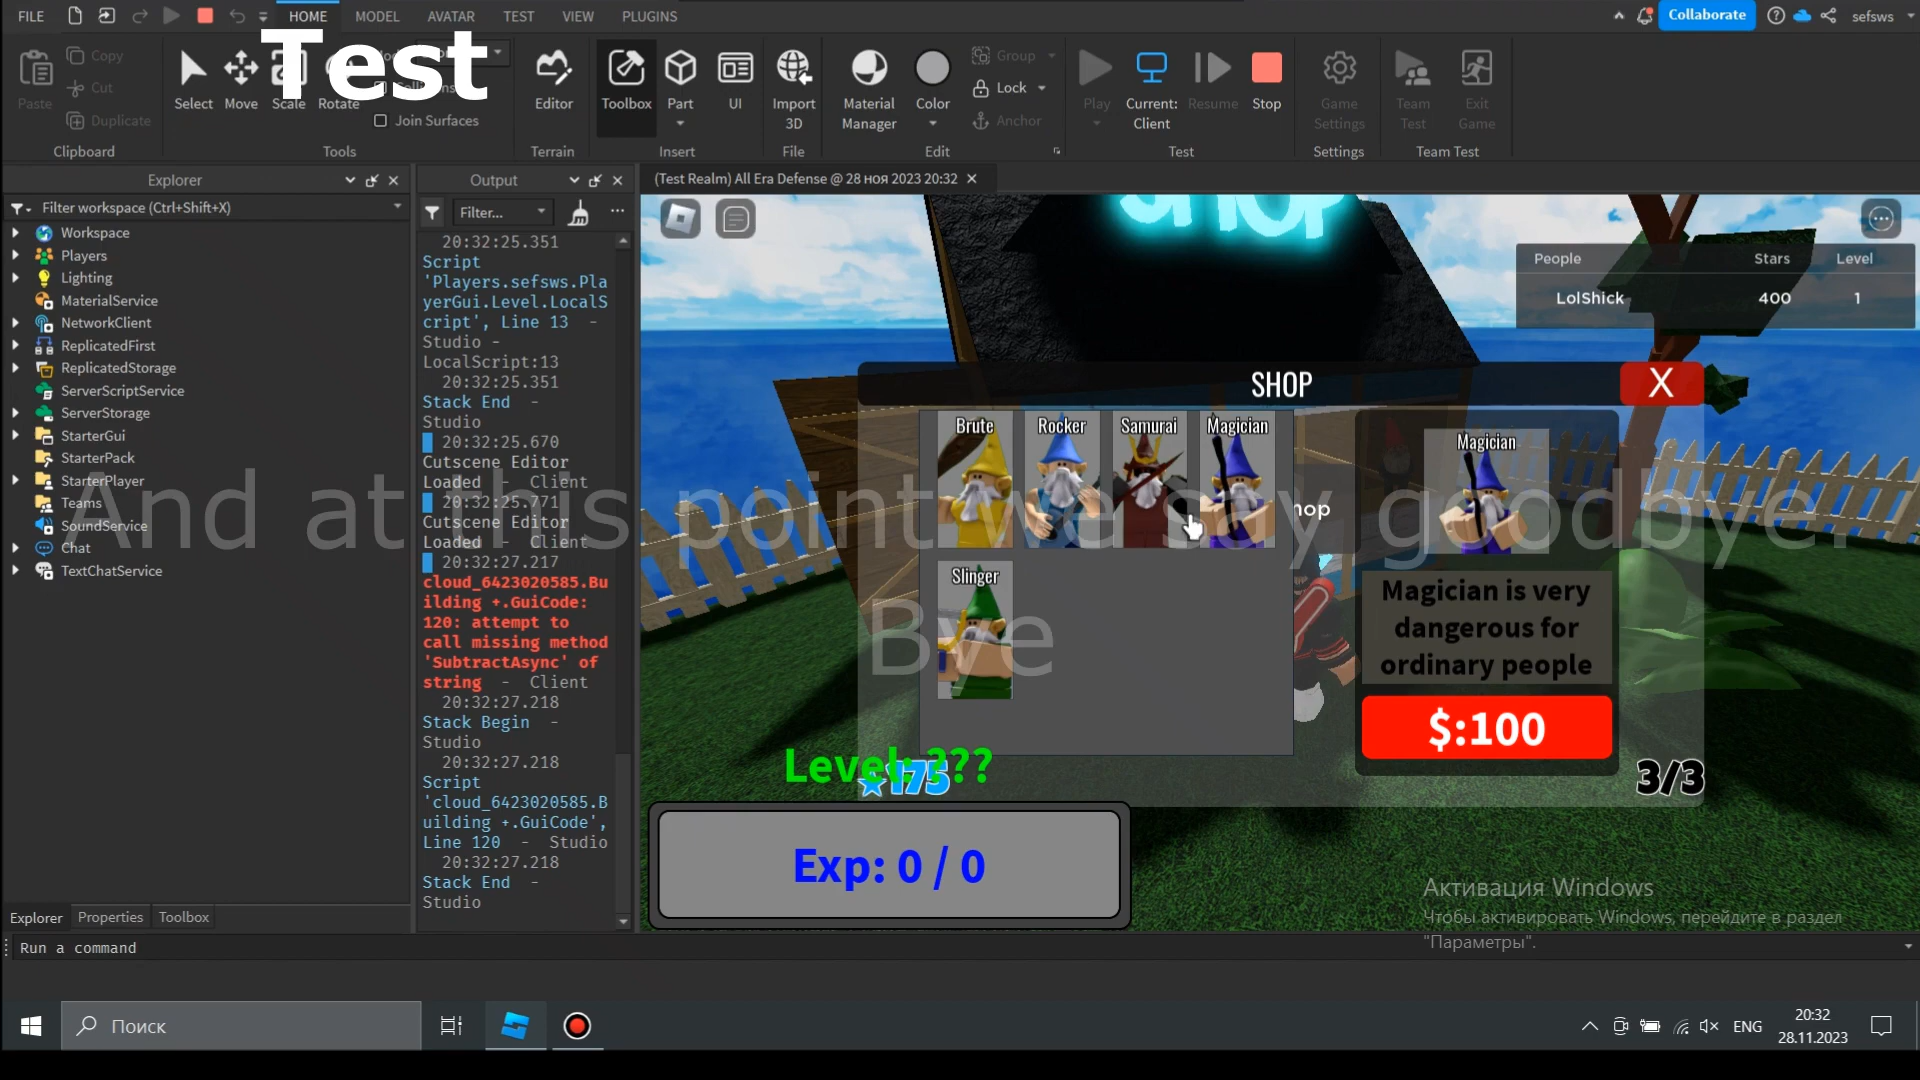 FILE
HOME
MODEL
AVATAR
TEST
VIEW
PLUGINS
Collaborate
sefsws
Test
Paste
Copy
Cut
Duplicate
Clipboard
Select
Move
Scale
Rotate
Join Surfaces
Tools
Editor
Terrain
Toolbox
Part
UI
Insert
Import
3D
File
Material
Manager
Color
Group
Lock
Anchor
Edit
Play
Current:
Client
Resume
Stop
Test
Game
Settings
Settings
Team
Test
Exit
Game
Team Test
Explorer
Filter workspace (Ctrl+Shift+X)
Workspace
Players
Lighting
MaterialService
NetworkClient
ReplicatedFirst
ReplicatedStorage
ServerScriptService
ServerStorage
StarterGui
StarterPack
StarterPlayer
Teams
SoundService
Chat
TextChatService
Output
Filter...
20:32:25.351
Script
'Players.sefsws.Pla
yerGui.Level.LocalS
cript', Line 13 -
Studio -
LocalScript:13
20:32:25.351
Stack End -
Studio
20:32:25.670
Cutscene Editor
Loaded - Client
20:32:25.771
Cutscene Editor
Loaded - Client
20:32:27.217
cloud_6423020585.Bu
ilding +.GuiCode:
120: attempt to
call missing method
'SubtractAsync' of
string - Client
20:32:27.218
Stack Begin -
Studio
20:32:27.218
Script
'cloud_6423020585.B
uilding +.GuiCode',
Line 120 - Studio
20:32:27.218
Stack End -
Studio
(Test Realm) All Era Defense @ 28 ноя 2023 20:32
SHOP
People Stars Level
LolShick 400 1
SHOP
X
Brute
Rocker
Samurai
Magician
Slinger
Magician
hop
Magician is very
dangerous for
ordinary people
$:100
3/3
And at this point we say goodbye.
Bye
Level: ???
175
Exp: 0 / 0
Активация Windows
Чтобы активировать Windows, перейдите в раздел
"Параметры".
Explorer
Properties
Toolbox
Run a command
Поиск
ENG
20:32
28.11.2023